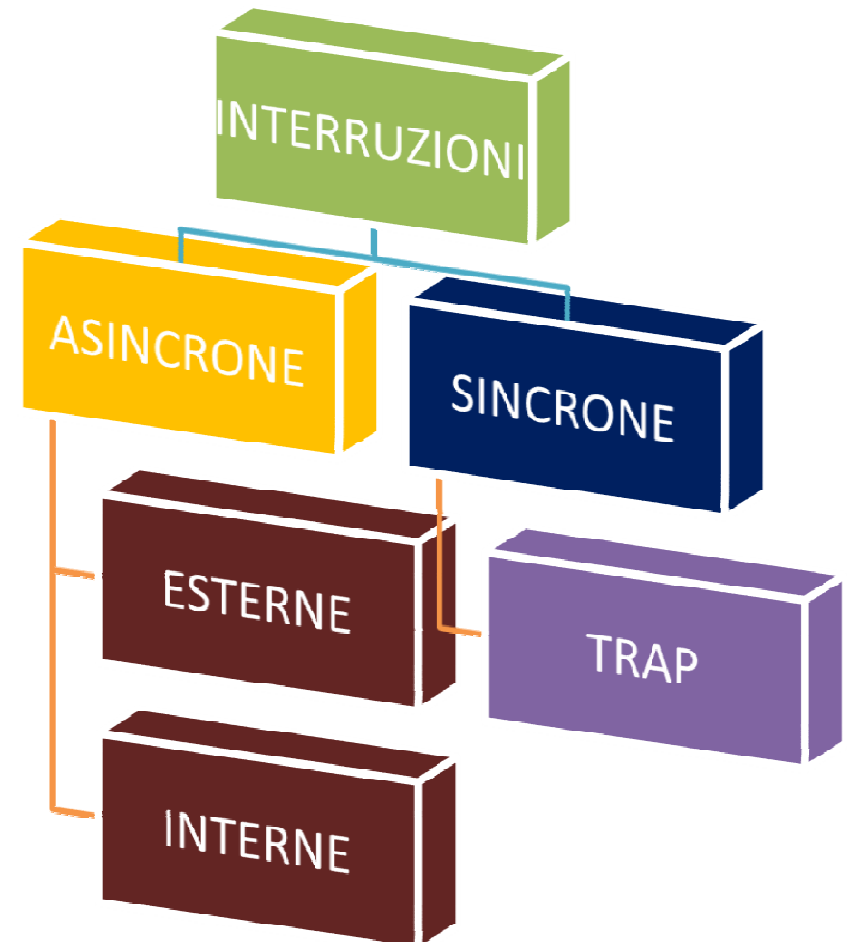 INTERRUZIONI
ASINCRONE
SINCRONE
ESTERNE
TRAP
INTERNE